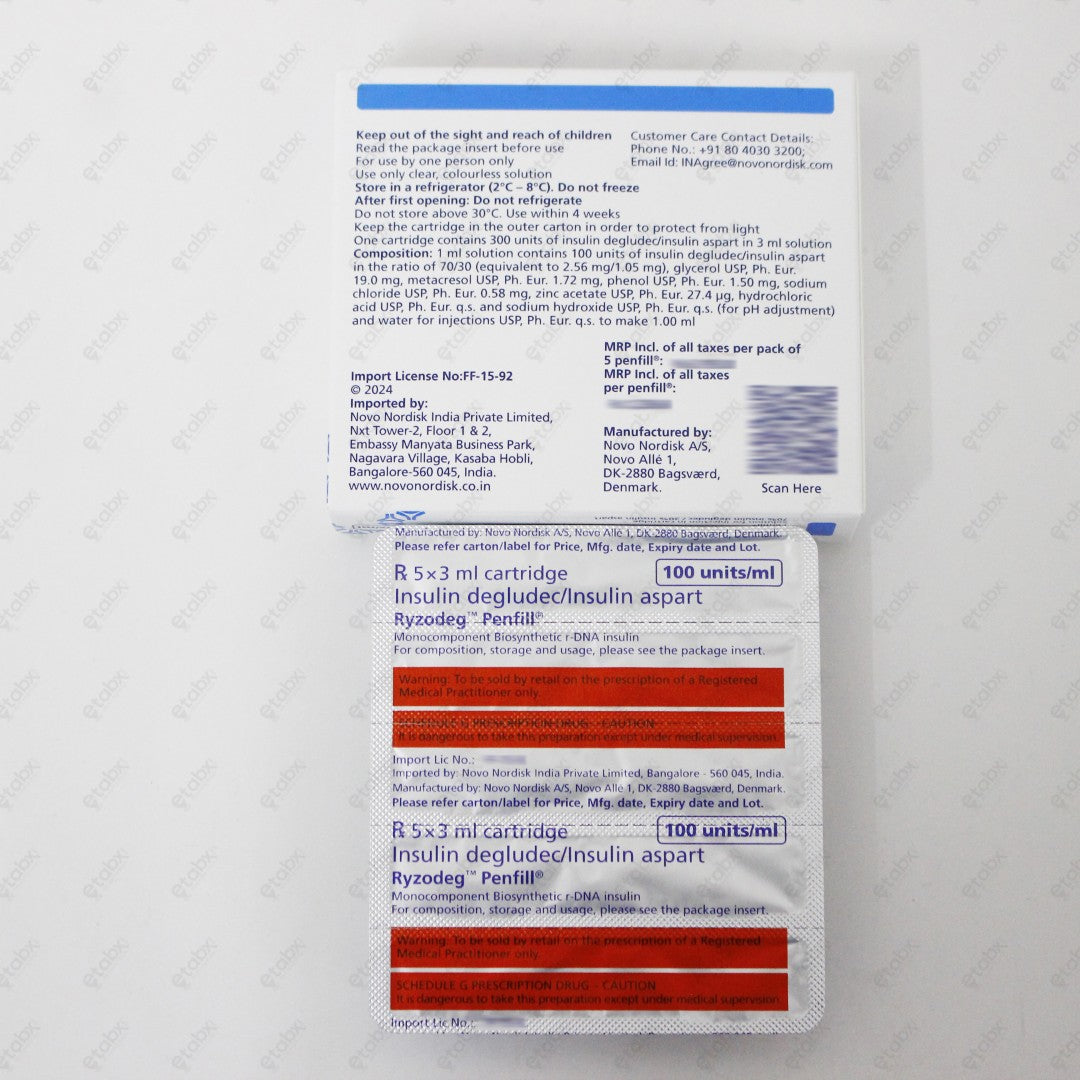 Keep out of the sight and reach of children
Read the package insert before use
For use by one person only
Use only clear, colourless solution
Store in a refrigerator (2°C – 8°C). Do not freeze
After first opening: Do not refrigerate
Do not store above 30°C. Use within 4 weeks
Keep the cartridge in the outer carton in order to protect from light
One cartridge contains 300 units of insulin degludec/insulin aspart in 3 ml solution
Composition: 1 ml solution contains 100 units of insulin degludec/insulin aspart
in the ratio of 70/30 (equivalent to 2.56 mg/1.05 mg), glycerol USP, Ph. Eur.
19.0 mg, metacresol USP, Ph. Eur. 1.72 mg, phenol USP, Ph. Eur. 1.50 mg, sodium
chloride USP, Ph. Eur. 0.58 mg, zinc acetate USP, Ph. Eur. 27.4 µg, hydrochloric
acid USP, Ph. Eur. q.s. and sodium hydroxide USP, Ph. Eur. q.s. (for pH adjustment)
and water for injections USP, Ph. Eur. q.s. to make 1.00 ml
Customer Care Contact Details:
Phone No.: +91 80 4030 3200;
Email Id: INAgree@novonordisk.com
Import License No:FF-15-92
© 2024
Imported by:
Novo Nordisk India Private Limited,
Nxt Tower-2, Floor 1 & 2,
Embassy Manyata Business Park,
Nagavara Village, Kasaba Hobli,
Bangalore-560 045, India.
www.novonordisk.co.in
MRP Incl. of all taxes per pack of
5 penfill®:
MRP Incl. of all taxes
per penfill®:
Manufactured by:
Novo Nordisk A/S,
Novo Allé 1,
DK-2880 Bagsværd,
Denmark.
Scan Here
Manufactured by: Novo Nordisk A/S, Novo Allé 1, DK-2880 Bagsværd, Denmark.
Please refer carton/label for Price, Mfg. date, Expiry date and Lot.
℞ 5×3 ml cartridge
100 units/ml
Insulin degludec/Insulin aspart
Ryzodeg™ Penfill®
Monocomponent Biosynthetic r-DNA insulin
For composition, storage and usage, please see the package insert.
Warning: To be sold by retail on the prescription of a Registered
Medical Practitioner only.
SCHEDULE G PRESCRIPTION DRUG - CAUTION
It is dangerous to take this preparation except under medical supervision.
Import Lic No.:
Imported by: Novo Nordisk India Private Limited, Bangalore - 560 045, India.
Manufactured by: Novo Nordisk A/S, Novo Allé 1, DK-2880 Bagsværd, Denmark.
Please refer carton/label for Price, Mfg. date, Expiry date and Lot.
℞ 5×3 ml cartridge
100 units/ml
Insulin degludec/Insulin aspart
Ryzodeg™ Penfill®
Monocomponent Biosynthetic r-DNA insulin
For composition, storage and usage, please see the package insert.
Warning: To be sold by retail on the prescription of a Registered
Medical Practitioner only.
SCHEDULE G PRESCRIPTION DRUG - CAUTION
It is dangerous to take this preparation except under medical supervision.
Import Lic No.:
etabx